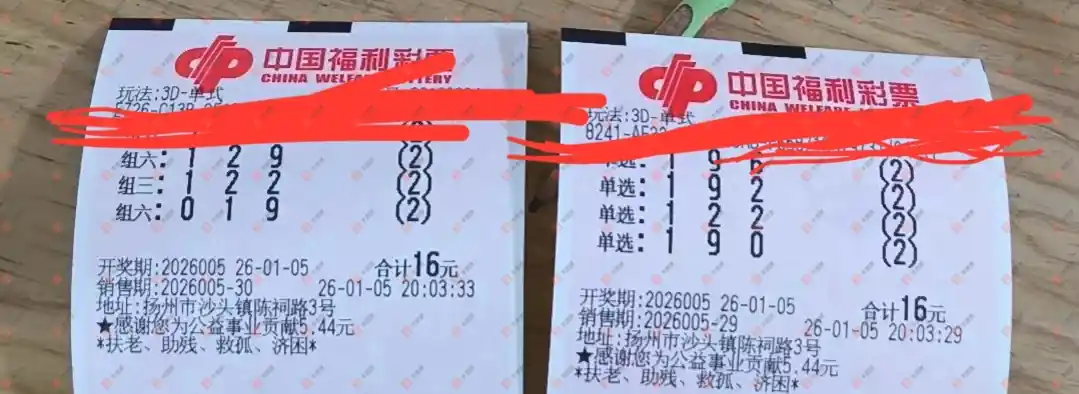 中国福利彩票
CHINA WELFARE LOTTERY
玩法:3D-单式
组六:1 2 9 (2)
组三:1 2 2 (2)
组六:0 1 9 (2)
开奖期:2026005 26-01-05 合计16元
销售期:2026005-30 26-01-05 20:03:33
地址:扬州市沙头镇陈祠路3号
★感谢您为公益事业贡献5.44元
*扶老、助残、救孤、济困*
中国福利彩票
CHINA WELFARE
玩法:3D-单式
单选:1 9 6 (2)
单选:1 9 2 (2)
单选:1 2 2 (2)
单选:1 9 0 (2)
开奖期:2026005 26-01-05 合计16元
销售期:2026005-29 26-01-05 20:03:29
地址:扬州市沙头镇陈祠路3号
★感谢您为公益事业贡献5.44元
*扶老、助残、救孤、济困*